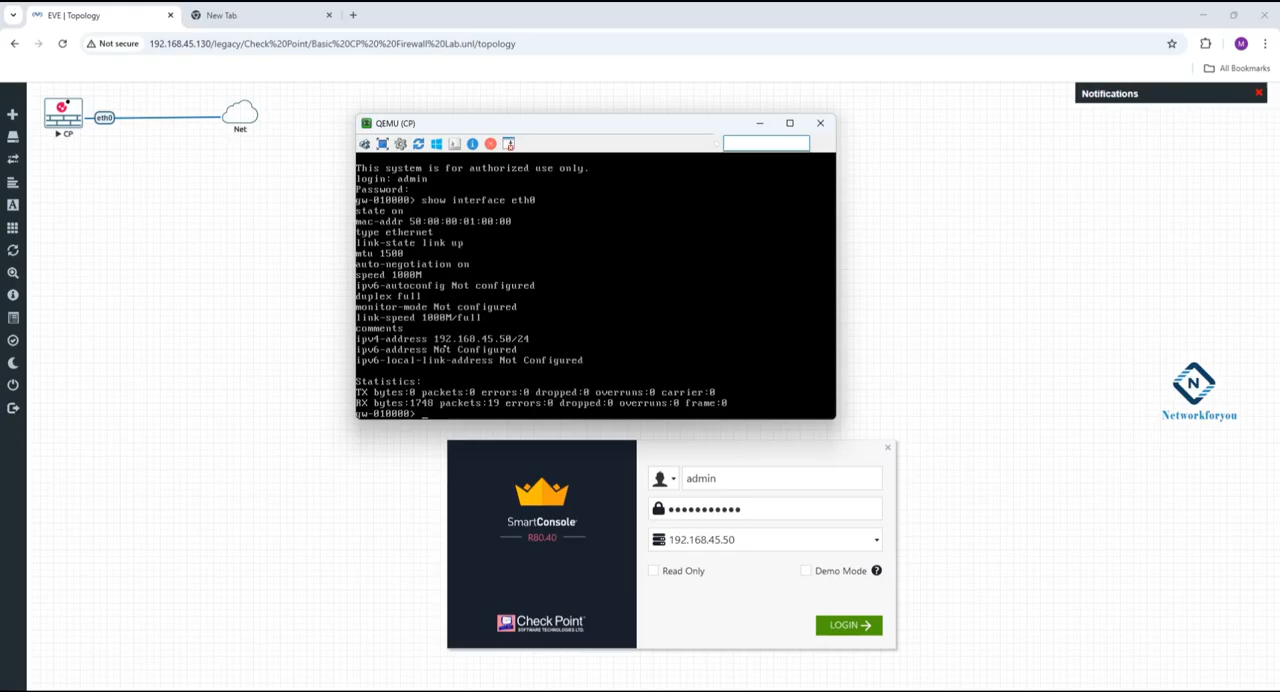 EVE | Topology
New Tab
Not secure
192.168.45.130/legacy/Check%20Point/Basic%20CP%20%20Firewall%20Lab.unl/topology
M
All Bookmarks
Notifications
CP
eth0
Net
QEMU (CP)
This system is for authorized use only.
login: admin
Password:
gw-010000> show interface eth0
state on
mac-addr 50:00:00:01:00:00
type ethernet
link-state link up
mtu 1500
auto-negotiation on
speed 1000M
ipv6-autoconfig Not configured
duplex full
monitor-mode Not configured
link-speed 1000M/full
comments
ipv4-address 192.168.45.50/24
ipv6-address Not Configured
ipv6-local-link-address Not Configured
Statistics:
TX bytes:0 packets:0 errors:0 dropped:0 overruns:0 carrier:0
RX bytes:1748 packets:19 errors:0 dropped:0 overruns:0 frame:0
gw-010000> _
N
Networkforyou
SmartConsole
R80.40
Check Point
SOFTWARE TECHNOLOGIES LTD.
admin
192.168.45.50
Read Only
Demo Mode
LOGIN